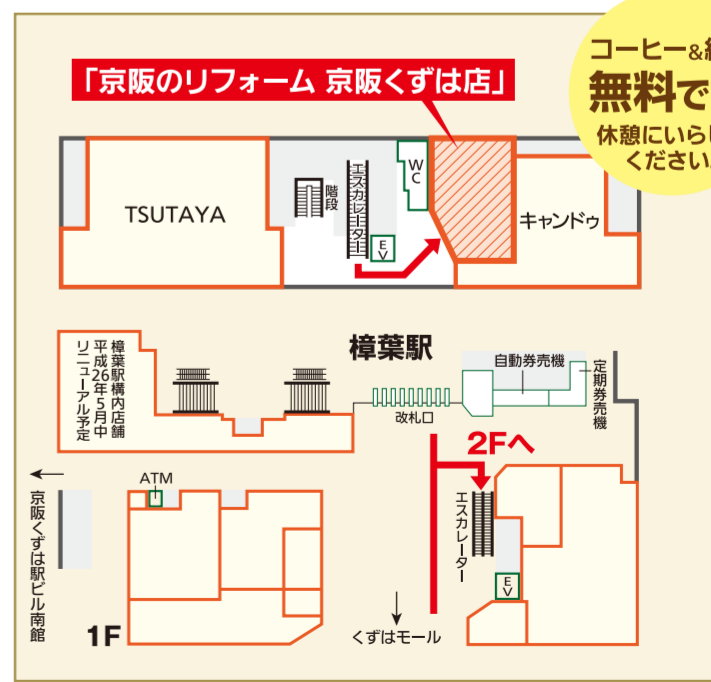 コーヒー&
無料で
休憩にいらし
ください
「京阪のリフォーム 京阪くずは店」
TSUTAYA
階段
エスカレーター
EV
WC
キャンドゥ
樟葉駅構内店舗
平成26年5月中
リニューアル予定
樟葉駅
改札口
自動券売機
定期券売機
2Fへ
エスカレーター
EV
ATM
京阪くずは駅ビル南館
1F
くずはモール